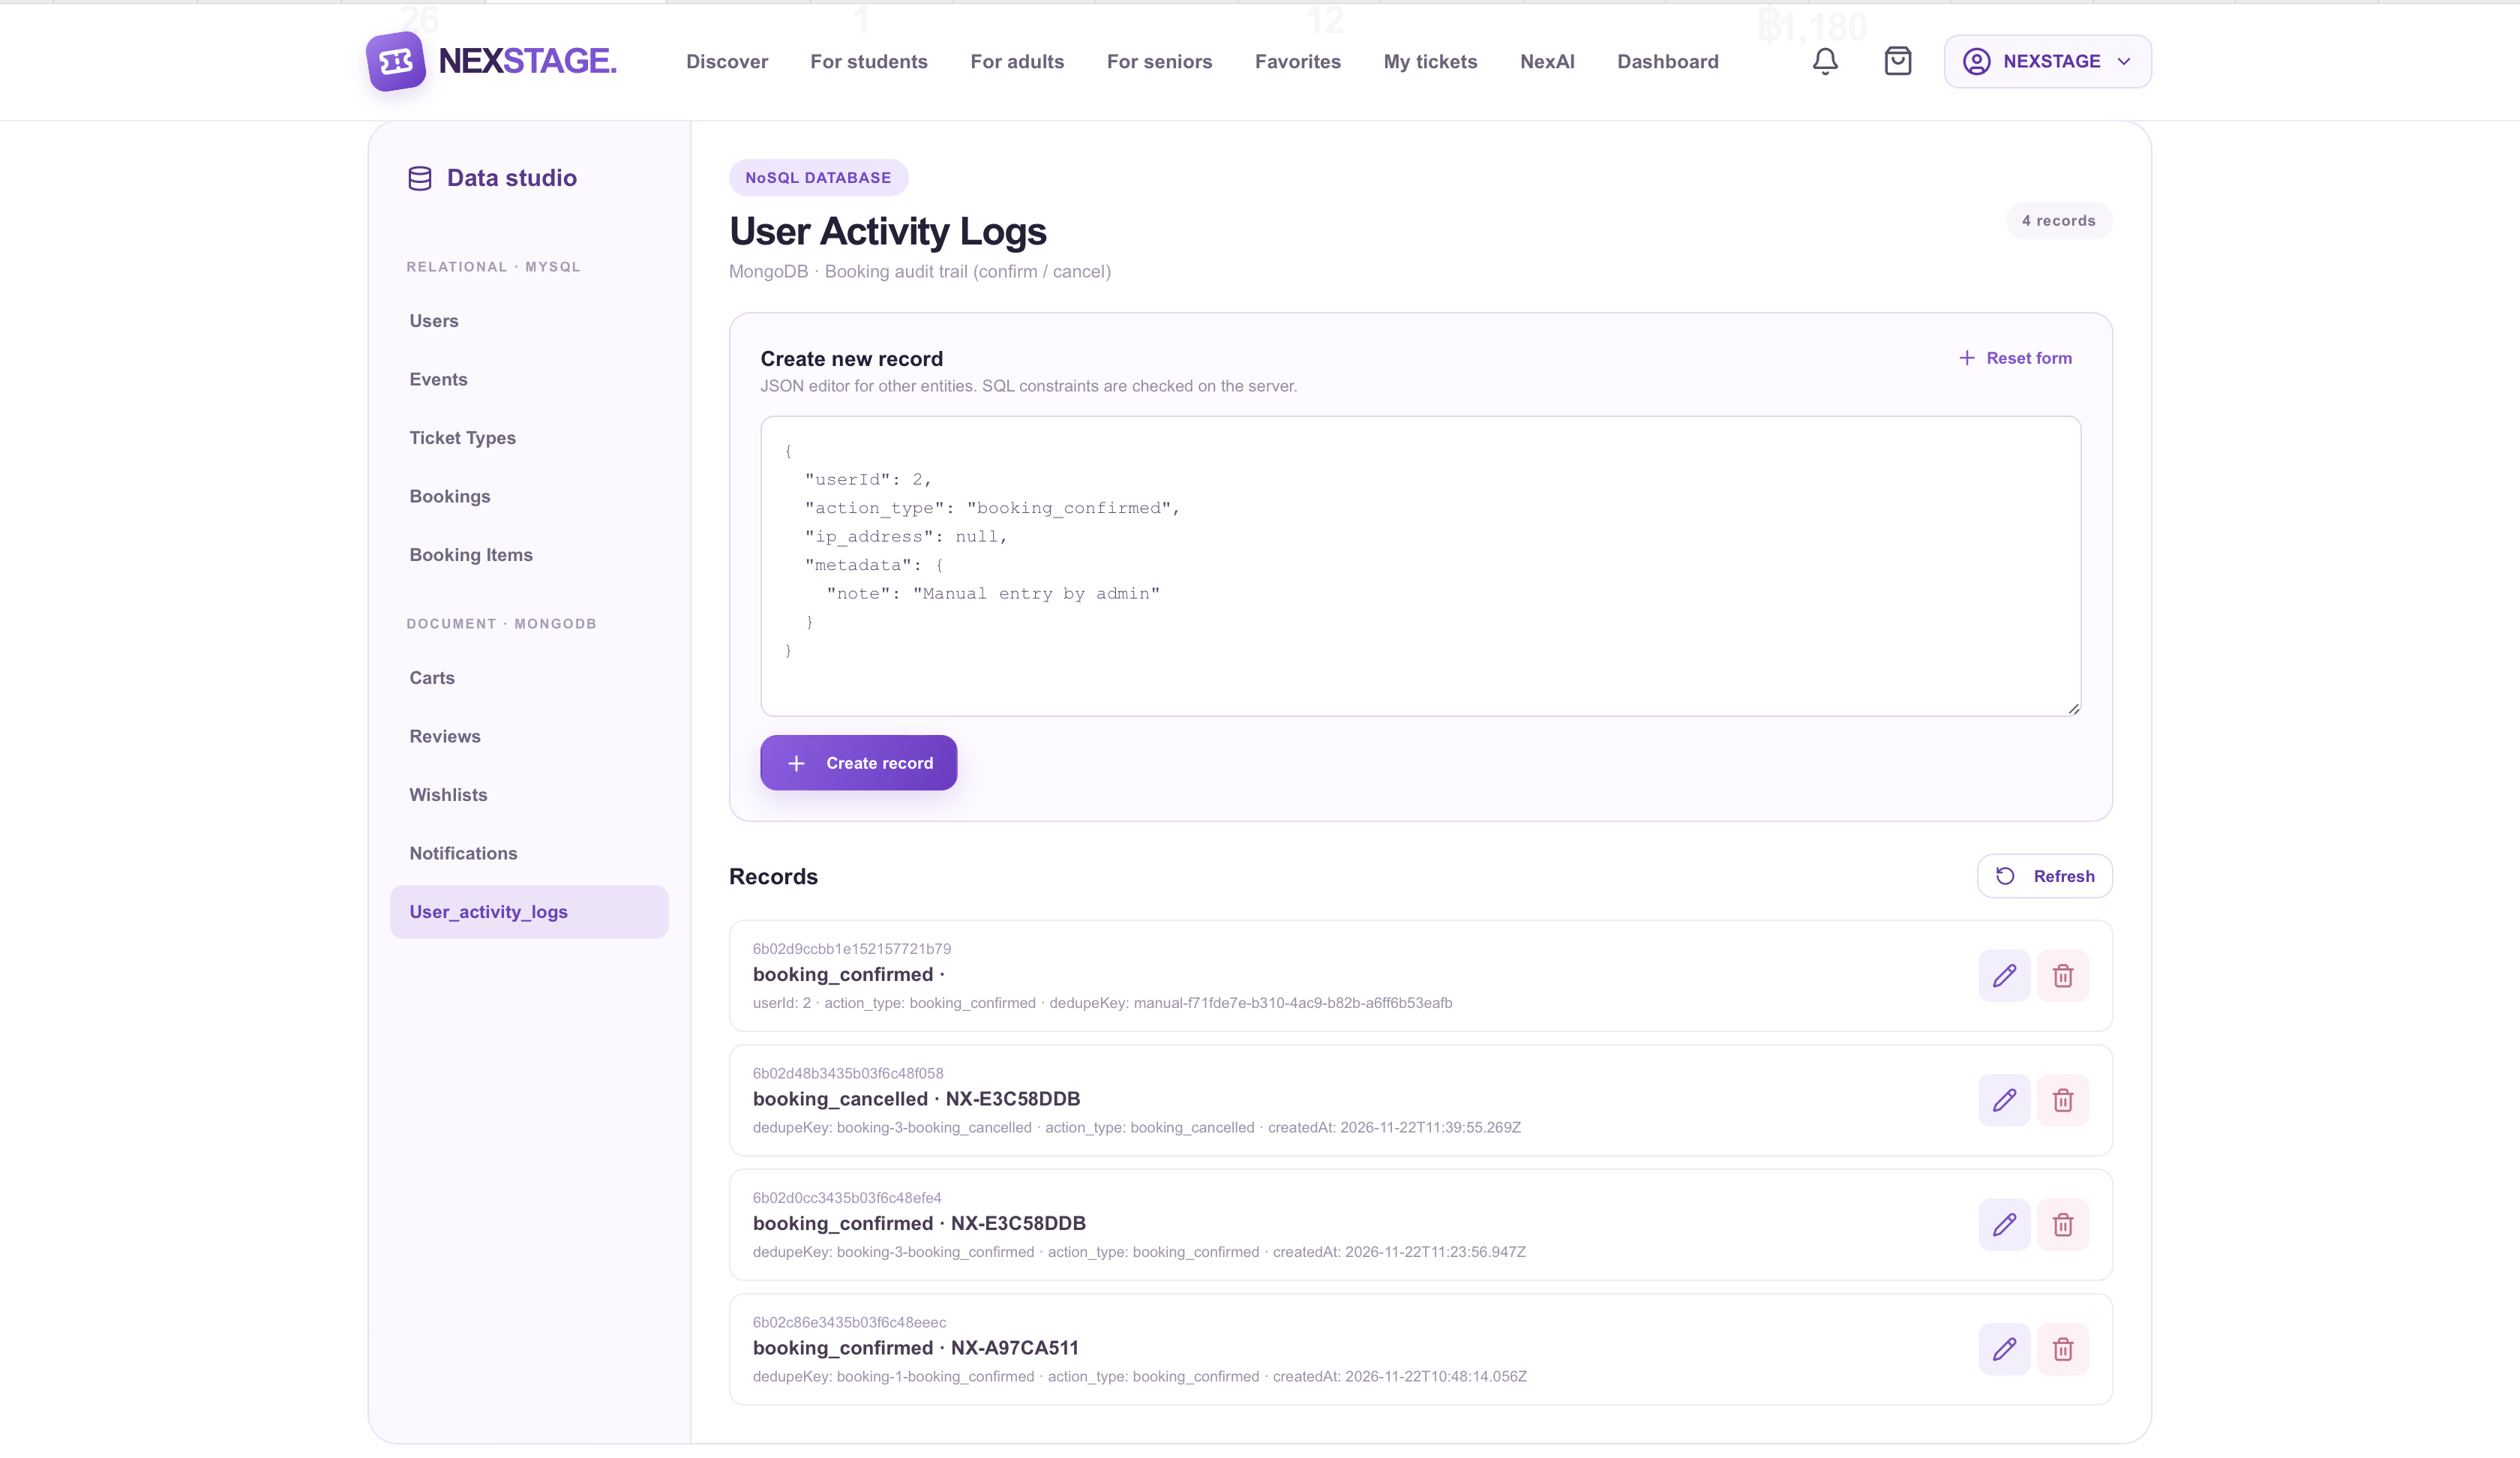 26 1 12 ฿1,180
NEXSTAGE. Discover For students For adults For seniors Favorites My tickets NexAI Dashboard NEXSTAGE
Data studio
RELATIONAL · MYSQL
Users
Events
Ticket Types
Bookings
Booking Items
DOCUMENT · MONGODB
Carts
Reviews
Wishlists
Notifications
User_activity_logs
NoSQL DATABASE
User Activity Logs
4 records
MongoDB · Booking audit trail (confirm / cancel)
Create new record
Reset form
JSON editor for other entities. SQL constraints are checked on the server.
{
"userId": 2,
"action_type": "booking_confirmed",
"ip_address": null,
"metadata": {
"note": "Manual entry by admin"
}
}
Create record
Records
Refresh
6b02d9ccbb1e152157721b79
booking_confirmed ·
userId: 2 · action_type: booking_confirmed · dedupeKey: manual-f71fde7e-b310-4ac9-b82b-a6ff6b53eafb
6b02d48b3435b03f6c48f058
booking_cancelled · NX-E3C58DDB
dedupeKey: booking-3-booking_cancelled · action_type: booking_cancelled · createdAt: 2026-11-22T11:39:55.269Z
6b02d0cc3435b03f6c48efe4
booking_confirmed · NX-E3C58DDB
dedupeKey: booking-3-booking_confirmed · action_type: booking_confirmed · createdAt: 2026-11-22T11:23:56.947Z
6b02c86e3435b03f6c48eeec
booking_confirmed · NX-A97CA511
dedupeKey: booking-1-booking_confirmed · action_type: booking_confirmed · createdAt: 2026-11-22T10:48:14.056Z